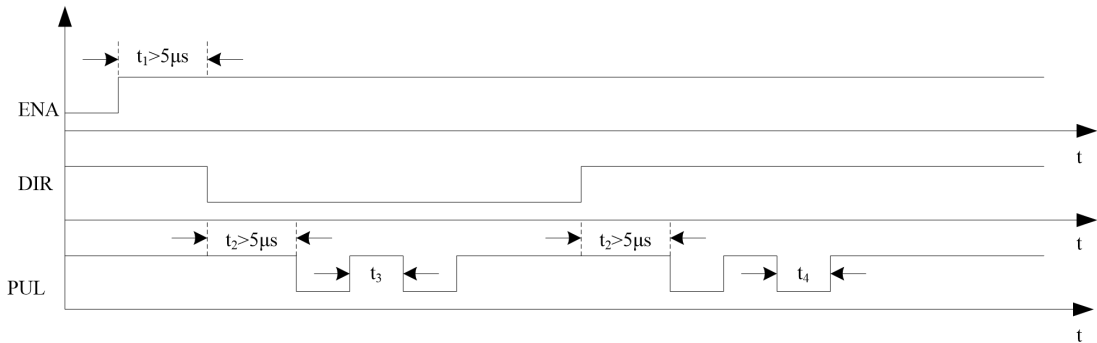 t₁>5μs
ENA
t
DIR
t
t₂>5μs
t₂>5μs
t₃
t₄
PUL
t